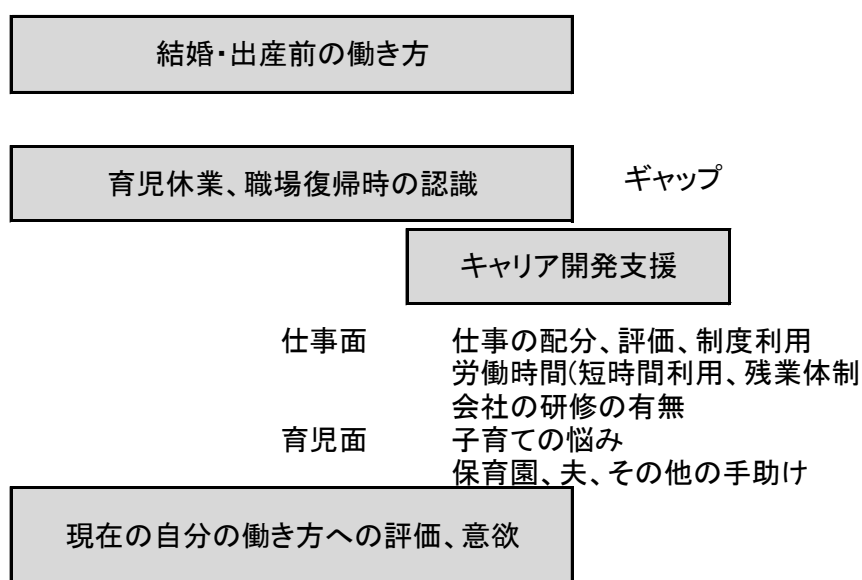 結婚・出産前の働き方
育児休業、職場復帰時の認識
ギャップ
キャリア開発支援
仕事面 仕事の配分、評価、制度利用
労働時間(短時間利用、残業体制
会社の研修の有無
育児面 子育ての悩み
保育園、夫、その他の手助け
現在の自分の働き方への評価、意欲